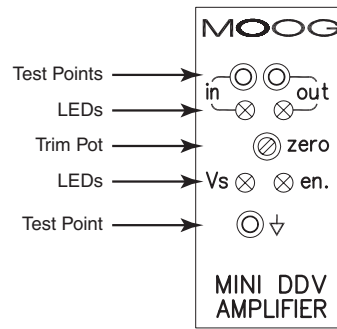 MOOG
Test Points
in out
LEDs
Trim Pot
zero
LEDs
Vs en.
Test Point
MINI DDV
AMPLIFIER